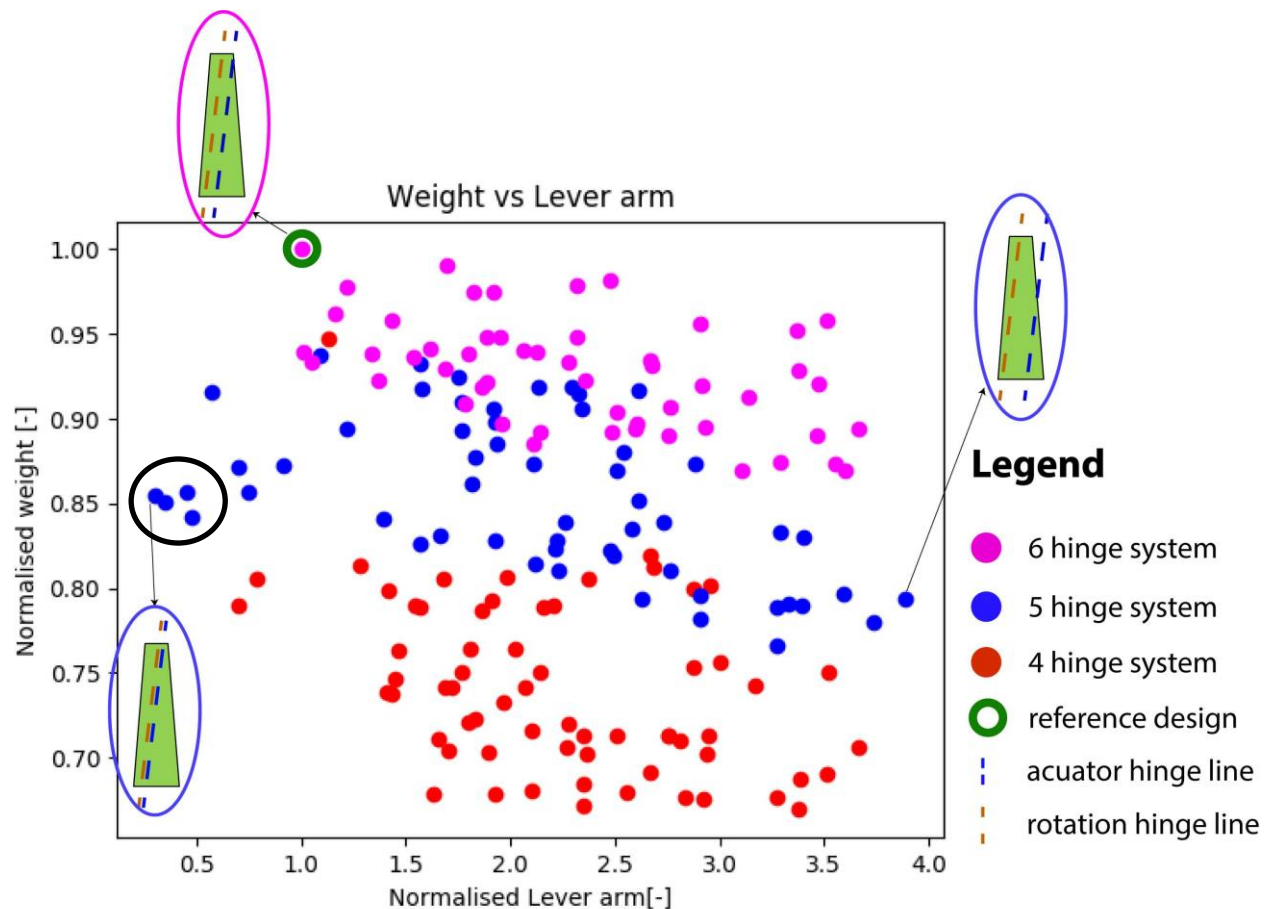 Weight vs Lever arm
Normalised weight [-]
1.00
0.95
0.90
0.85
0.80
0.75
0.70
0.5
1.0
1.5
2.0
2.5
3.0
3.5
4.0
Normalised Lever arm[-]
Legend
6 hinge system
5 hinge system
4 hinge system
reference design
acuator hinge line
rotation hinge line